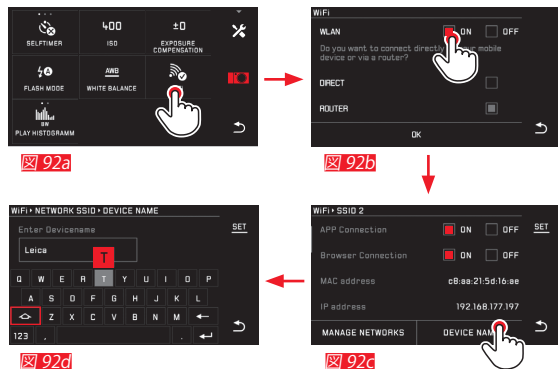 400
±0
SELFTIMER
ISO
EXPOSURE
COMPENSATION
AWB
FLASH MODE
WHITE BALANCE
BW
PLAY HISTOGRAMM
図 92a
WiFi
WLAN
ON
OFF
Do you want to connect directly
mobile
device or via a router?
DIRECT
ROUTER
OK
図 92b
WiFi▸SSID 2
SET
APP Connection
ON
OFF
Browser Connection
ON
OFF
MAC address
c8:aa:21:5d:16:ae
IP address
192.168.177.197
MANAGE NETWORKS
DEVICE NAM
図 92c
WiFi▸NETWORK SSID▸DEVICE NAME
SET
Enter Devicename
Leica
T
Q W E R T Y U I O P
A S D F G H J K L
Z X C V B N M
123 , .
図 92d